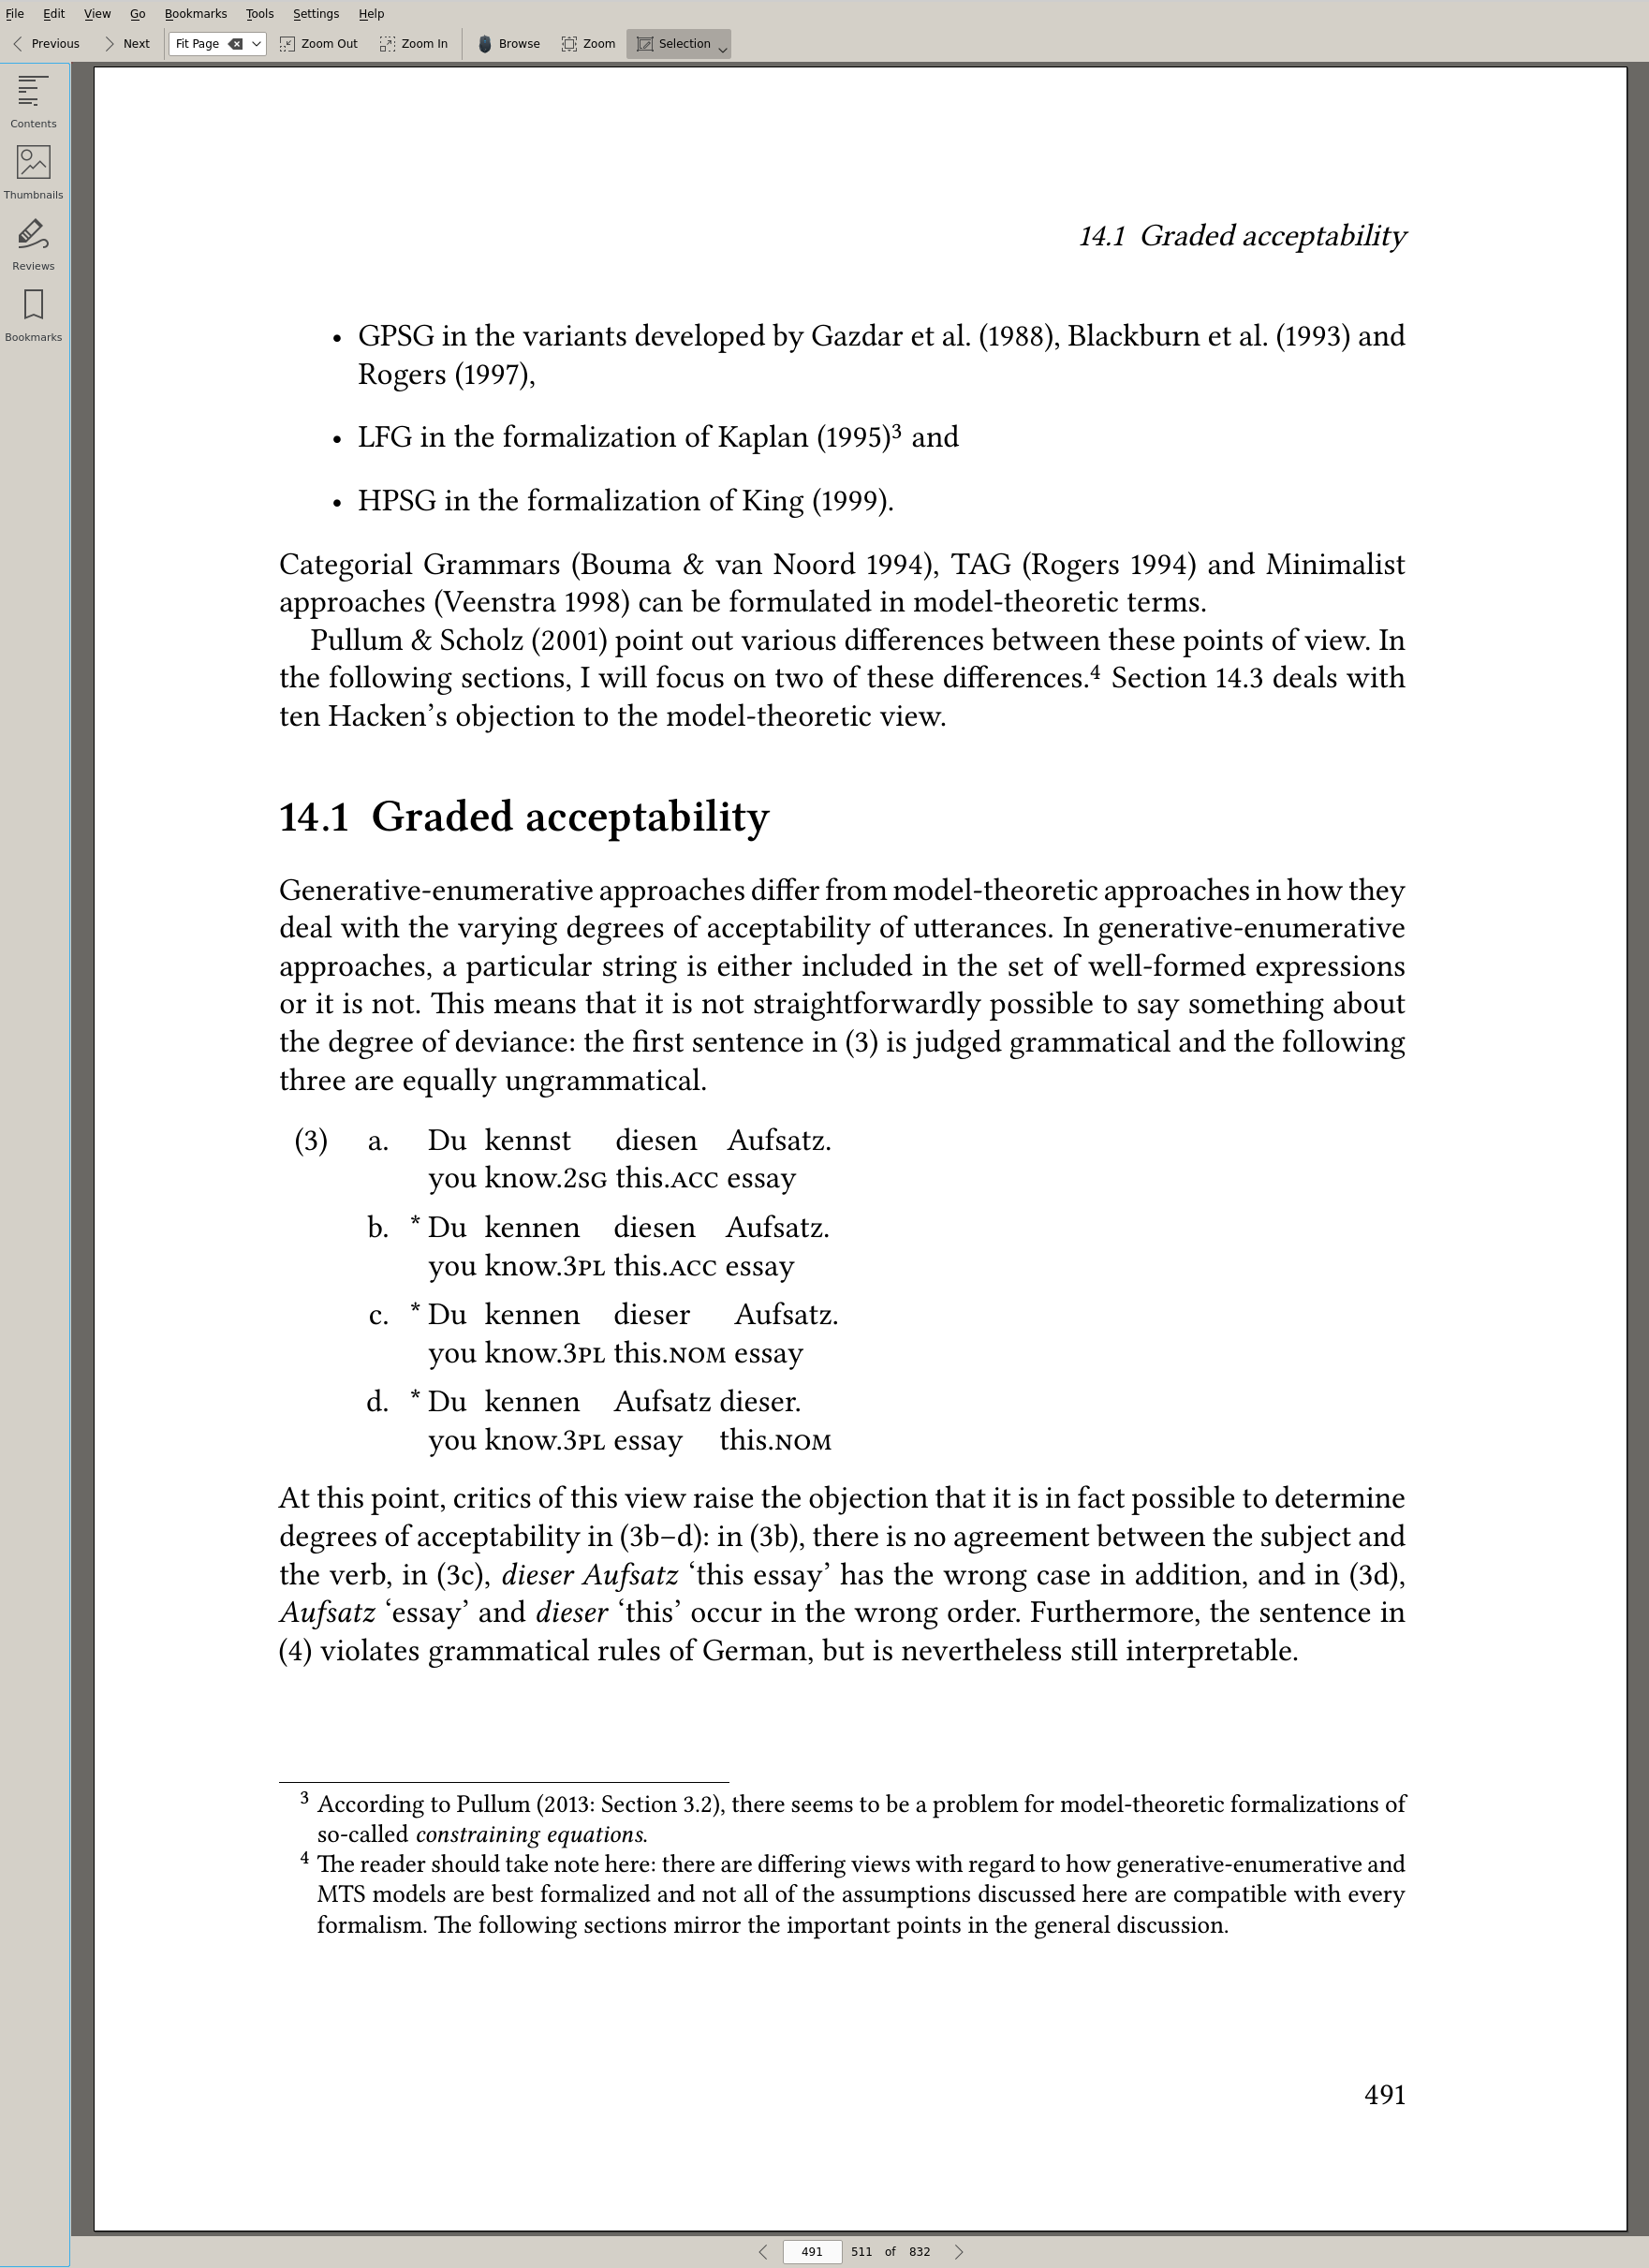 File Edit View Go Bookmarks Tools Settings Help
Previous Next Fit Page Zoom Out Zoom In Browse Zoom Selection
Contents
Thumbnails
Reviews
Bookmarks
14.1 Graded acceptability
• GPSG in the variants developed by Gazdar et al. (1988), Blackburn et al. (1993) and
Rogers (1997),
• LFG in the formalization of Kaplan (1995)³ and
• HPSG in the formalization of King (1999).
Categorial Grammars (Bouma & van Noord 1994), TAG (Rogers 1994) and Minimalist
approaches (Veenstra 1998) can be formulated in model-theoretic terms.
Pullum & Scholz (2001) point out various differences between these points of view. In
the following sections, I will focus on two of these differences.⁴ Section 14.3 deals with
ten Hacken’s objection to the model-theoretic view.
14.1 Graded acceptability
Generative-enumerative approaches differ from model-theoretic approaches in how they
deal with the varying degrees of acceptability of utterances. In generative-enumerative
approaches, a particular string is either included in the set of well-formed expressions
or it is not. This means that it is not straightforwardly possible to say something about
the degree of deviance: the first sentence in (3) is judged grammatical and the following
three are equally ungrammatical.
(3) a. Du kennst diesen Aufsatz.
you know.2SG this.ACC essay
b. * Du kennen diesen Aufsatz.
you know.3PL this.ACC essay
c. * Du kennen dieser Aufsatz.
you know.3PL this.NOM essay
d. * Du kennen Aufsatz dieser.
you know.3PL essay this.NOM
At this point, critics of this view raise the objection that it is in fact possible to determine
degrees of acceptability in (3b–d): in (3b), there is no agreement between the subject and
the verb, in (3c), dieser Aufsatz ‘this essay’ has the wrong case in addition, and in (3d),
Aufsatz ‘essay’ and dieser ‘this’ occur in the wrong order. Furthermore, the sentence in
(4) violates grammatical rules of German, but is nevertheless still interpretable.
³ According to Pullum (2013: Section 3.2), there seems to be a problem for model-theoretic formalizations of
so-called constraining equations.
⁴ The reader should take note here: there are differing views with regard to how generative-enumerative and
MTS models are best formalized and not all of the assumptions discussed here are compatible with every
formalism. The following sections mirror the important points in the general discussion.
491
491 511 of 832